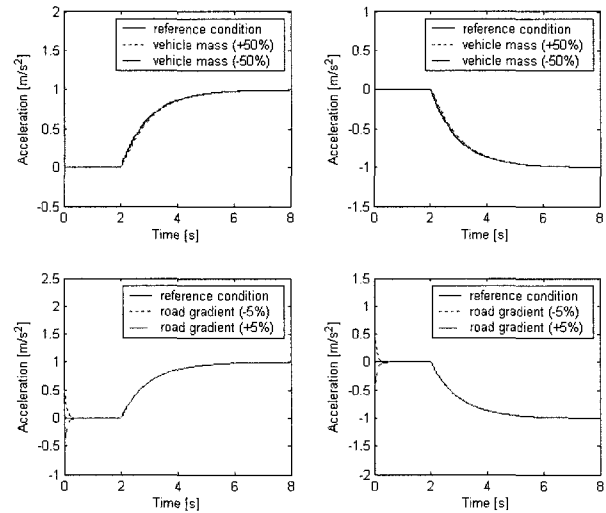 2
reference condition
vehicle mass (+50%)
vehicle mass (-50%)
1.5
1
0.5
0
-0.5
Acceleration [m/s²]
0 2 4 6 8
Time [s]
1
reference condition
vehicle mass (+50%)
vehicle mass (-50%)
0.5
0
-0.5
-1
-1.5
Acceleration [m/s²]
0 2 4 6 8
Time [s]
2.5
reference condition
road gradient (-5%)
road gradient (+5%)
2
1.5
1
0.5
0
-0.5
-1
Acceleration [m/s²]
0 2 4 6 8
Time [s]
1.5
reference condition
road gradient (-5%)
road gradient (+5%)
1
0.5
0
-0.5
-1
-1.5
-2
Acceleration [m/s²]
0 2 4 6 8
Time [s]